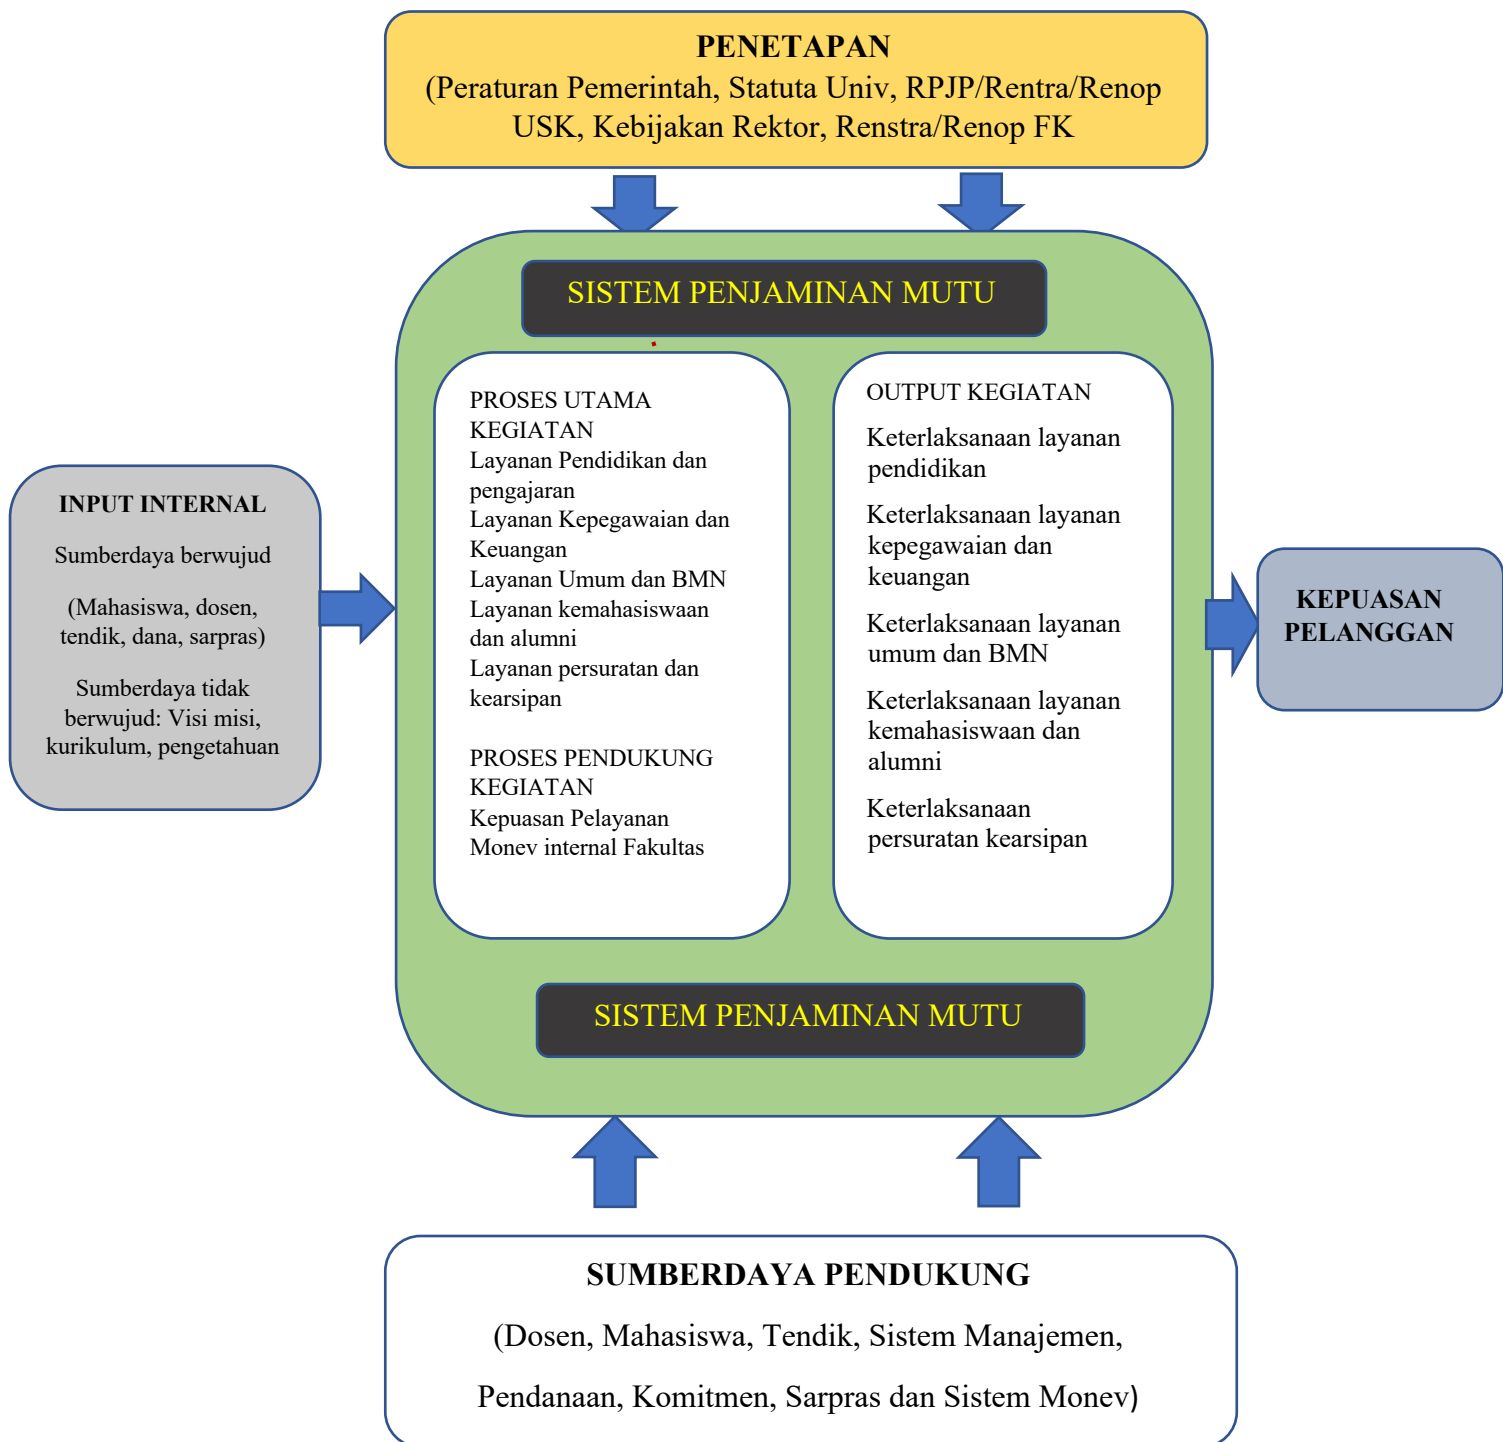 PENETAPAN
(Peraturan Pemerintah, Statuta Univ, RPJP/Rentra/Renop
USK, Kebijakan Rektor, Renstra/Renop FK
SISTEM PENJAMINAN MUTU
INPUT INTERNAL
Sumberdaya berwujud
(Mahasiswa, dosen,
tendik, dana, sarpras)
Sumberdaya tidak
berwujud: Visi misi,
kurikulum, pengetahuan
PROSES UTAMA
KEGIATAN
Layanan Pendidikan dan
pengajaran
Layanan Kepegawaian dan
Keuangan
Layanan Umum dan BMN
Layanan kemahasiswaan
dan alumni
Layanan persuratan dan
kearsipan
PROSES PENDUKUNG
KEGIATAN
Kepuasan Pelayanan
Monev internal Fakultas
OUTPUT KEGIATAN
Keterlaksanaan layanan
pendidikan
Keterlaksanaan layanan
kepegawaian dan
keuangan
Keterlaksanaan layanan
umum dan BMN
Keterlaksanaan layanan
kemahasiswaan dan
alumni
Keterlaksanaan
persuratan kearsipan
KEPUASAN
PELANGGAN
SISTEM PENJAMINAN MUTU
SUMBERDAYA PENDUKUNG
(Dosen, Mahasiswa, Tendik, Sistem Manajemen,
Pendanaan, Komitmen, Sarpras dan Sistem Monev)